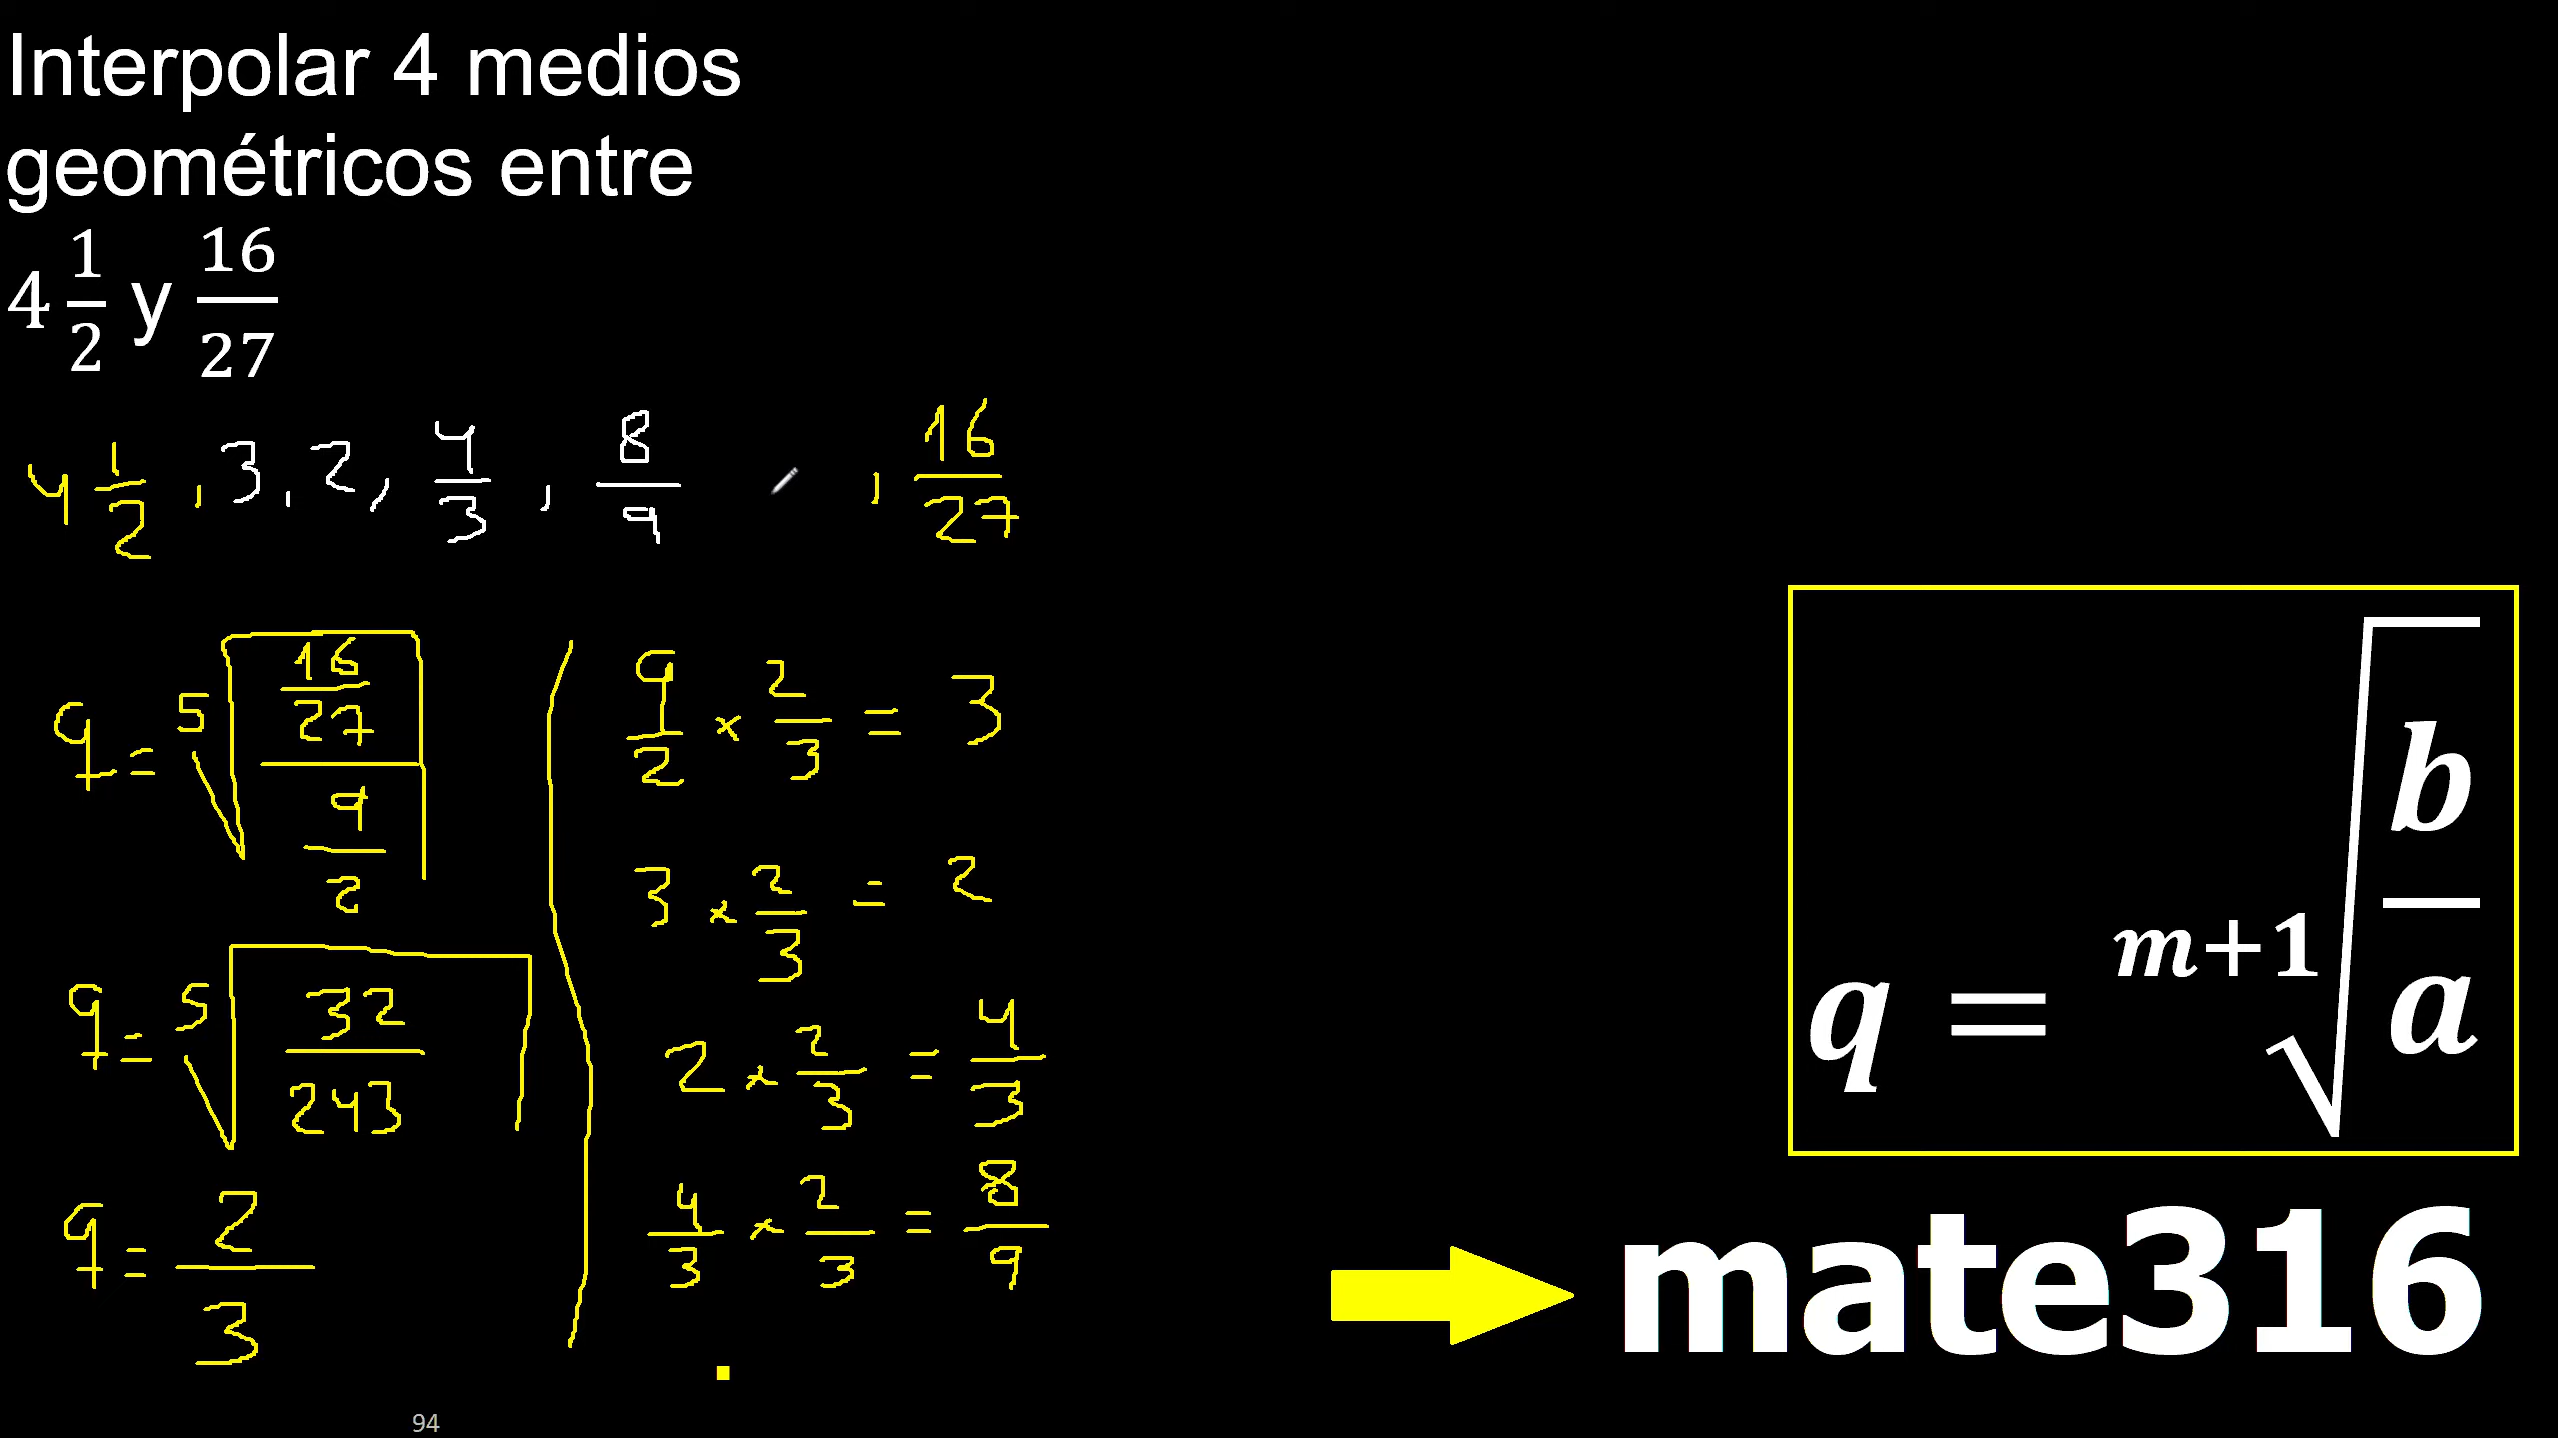 Interpolar 4 medios
geométricos entre
4 1/2 y 16/27
4 1/2 , 3 , 2 , 4/3 , 8/9 , 16/27
q = ⁵√((16/27)/(9/2))
q = ⁵√(32/243)
q = 2/3
9/2 × 2/3 = 3
3 × 2/3 = 2
2 × 2/3 = 4/3
4/3 × 2/3 = 8/9
q = ᵐ⁺¹√(b/a)
mate316
94